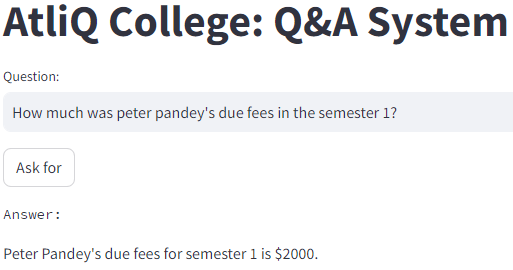 AtliQ College: Q&A System
Question:
How much was peter pandey's due fees in the semester 1?
Ask for
Answer:
Peter Pandey's due fees for semester 1 is $2000.